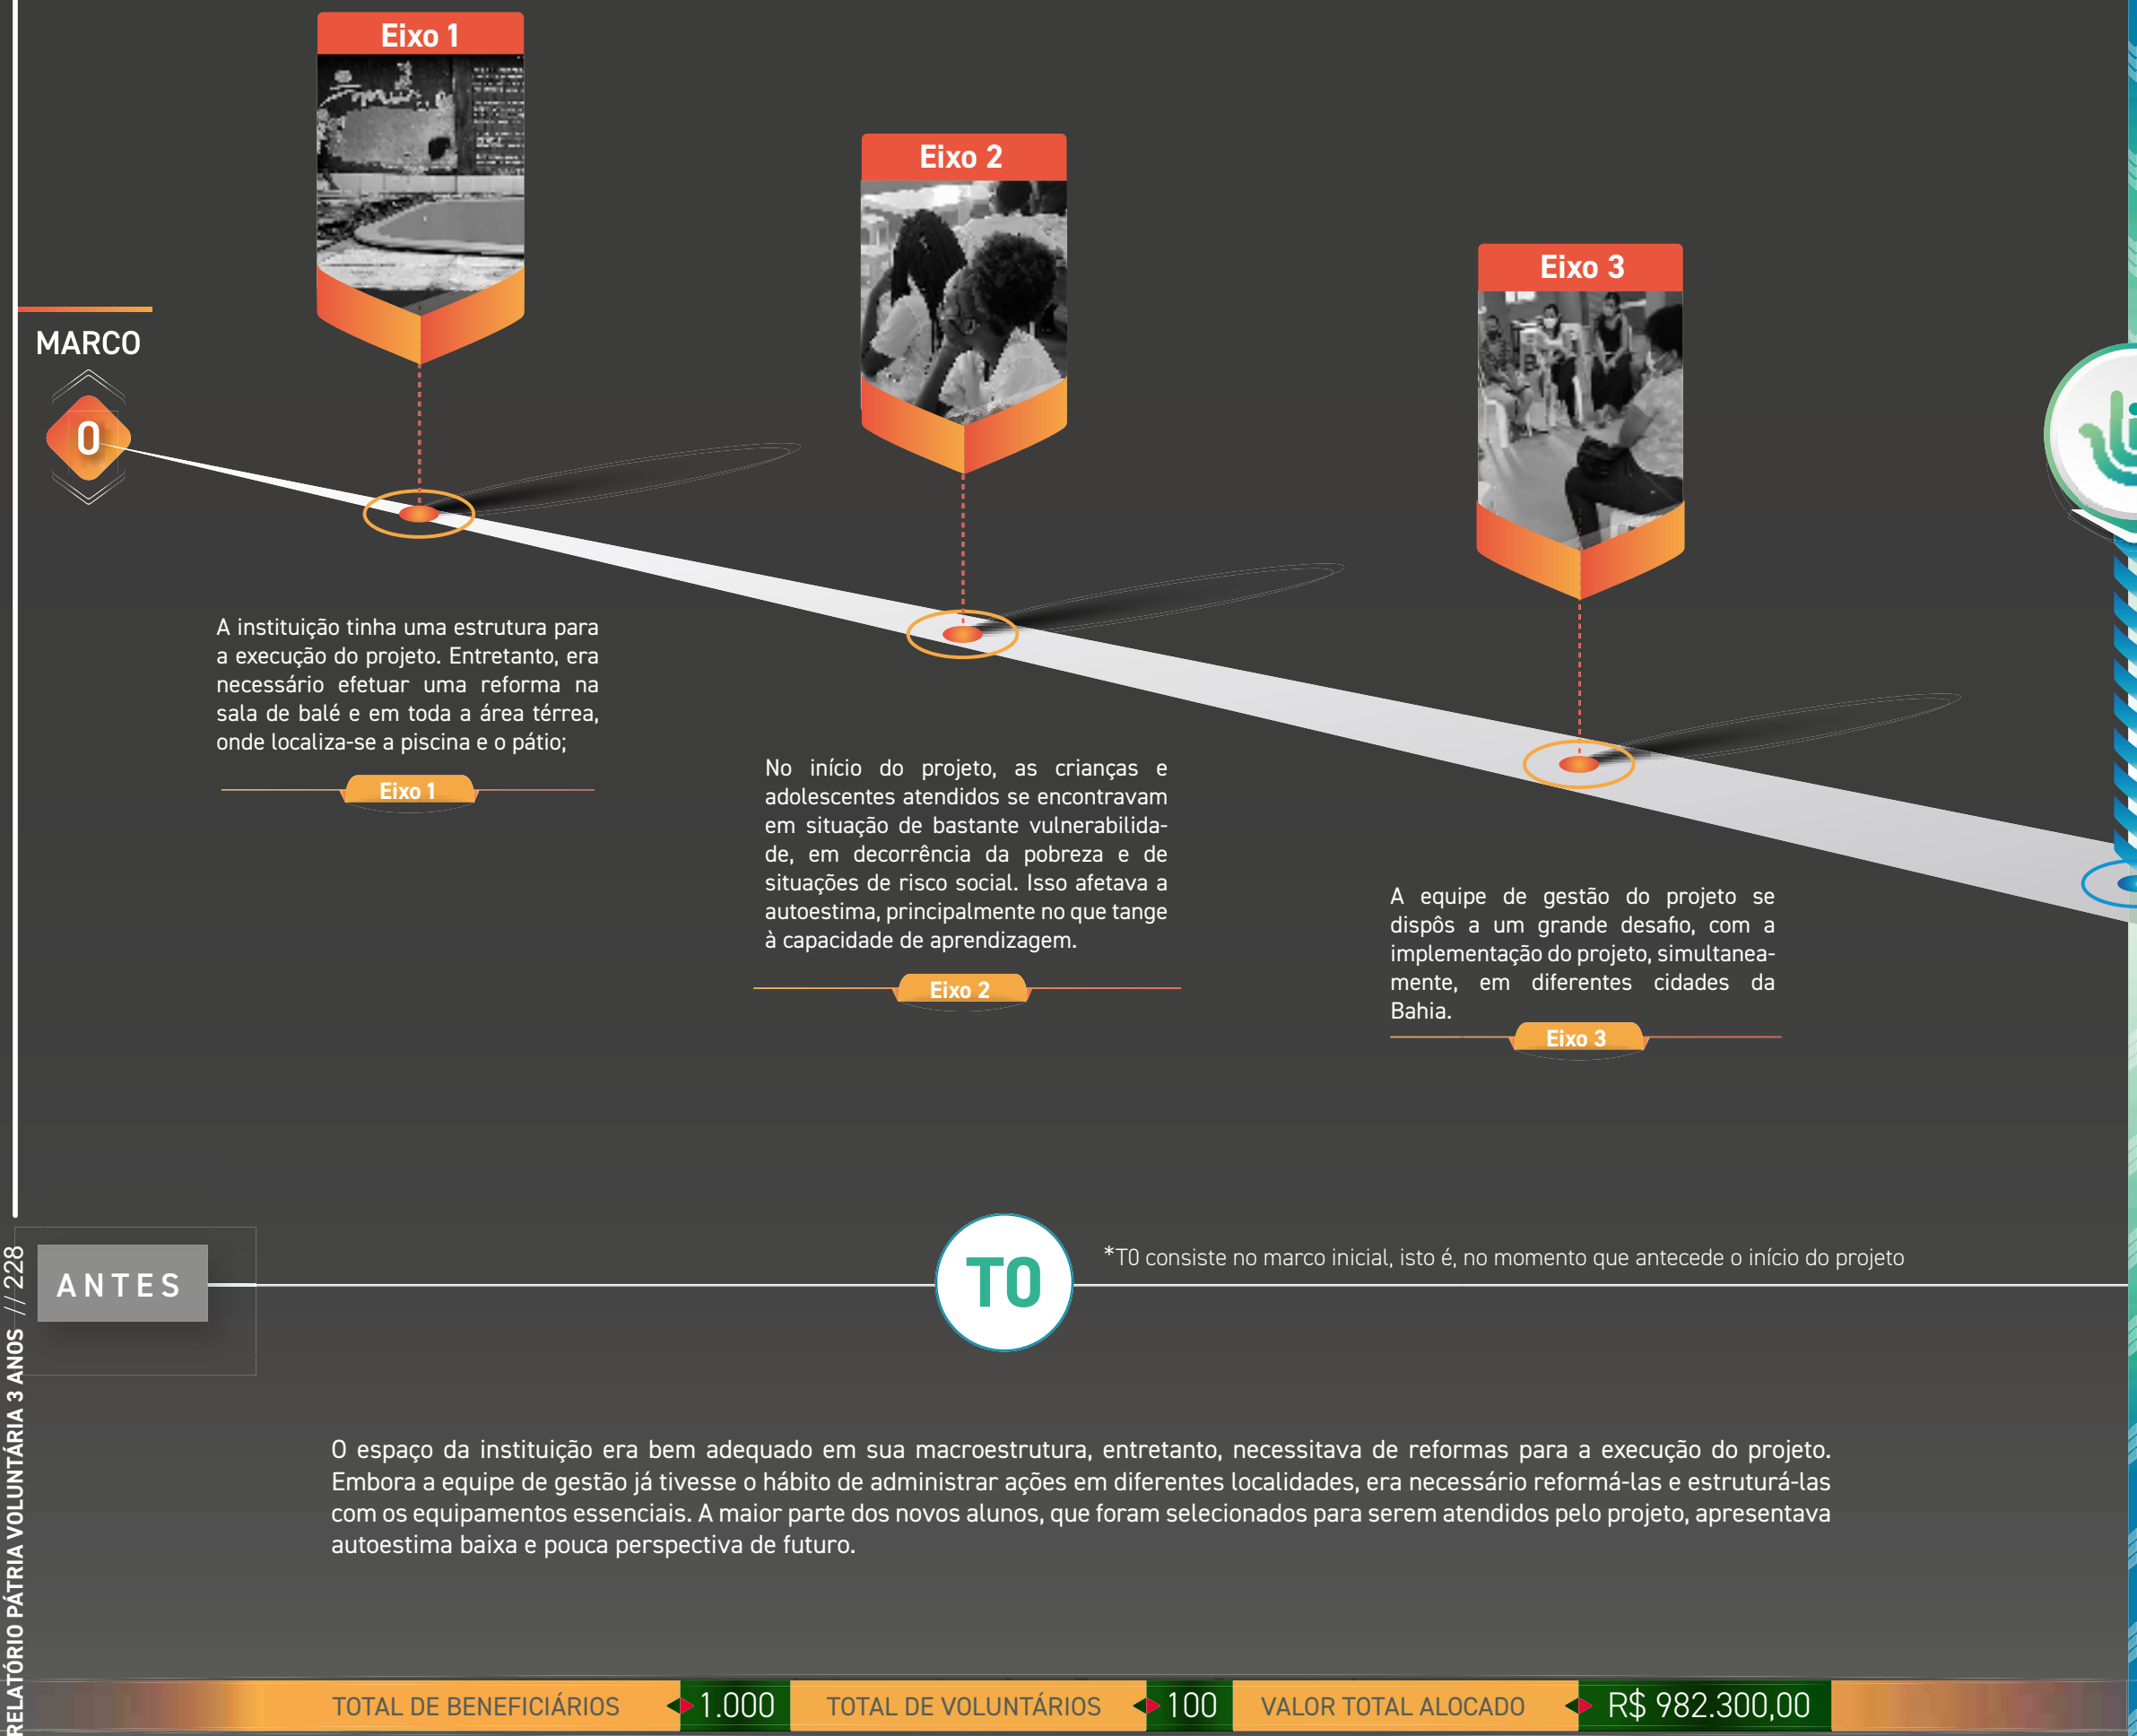 Eixo 1
Eixo 2
Eixo 3
MARCO
0
A instituição tinha uma estrutura para
a execução do projeto. Entretanto, era
necessário efetuar uma reforma na
sala de balé e em toda a área térrea,
onde localiza-se a piscina e o pátio;
Eixo 1
No início do projeto, as crianças e
adolescentes atendidos se encontravam
em situação de bastante vulnerabilida-
de, em decorrência da pobreza e de
situações de risco social. Isso afetava a
autoestima, principalmente no que tange
à capacidade de aprendizagem.
Eixo 2
A equipe de gestão do projeto se
dispôs a um grande desafio, com a
implementação do projeto, simultanea-
mente, em diferentes cidades da
Bahia.
Eixo 3
ANTES
T0
*T0 consiste no marco inicial, isto é, no momento que antecede o início do projeto
O espaço da instituição era bem adequado em sua macroestrutura, entretanto, necessitava de reformas para a execução do projeto.
Embora a equipe de gestão já tivesse o hábito de administrar ações em diferentes localidades, era necessário reformá-las e estruturá-las
com os equipamentos essenciais. A maior parte dos novos alunos, que foram selecionados para serem atendidos pelo projeto, apresentava
autoestima baixa e pouca perspectiva de futuro.
TOTAL DE BENEFICIÁRIOS 1.000 TOTAL DE VOLUNTÁRIOS 100 VALOR TOTAL ALOCADO R$ 982.300,00
RELATÓRIO PÁTRIA VOLUNTÁRIA 3 ANOS // 228